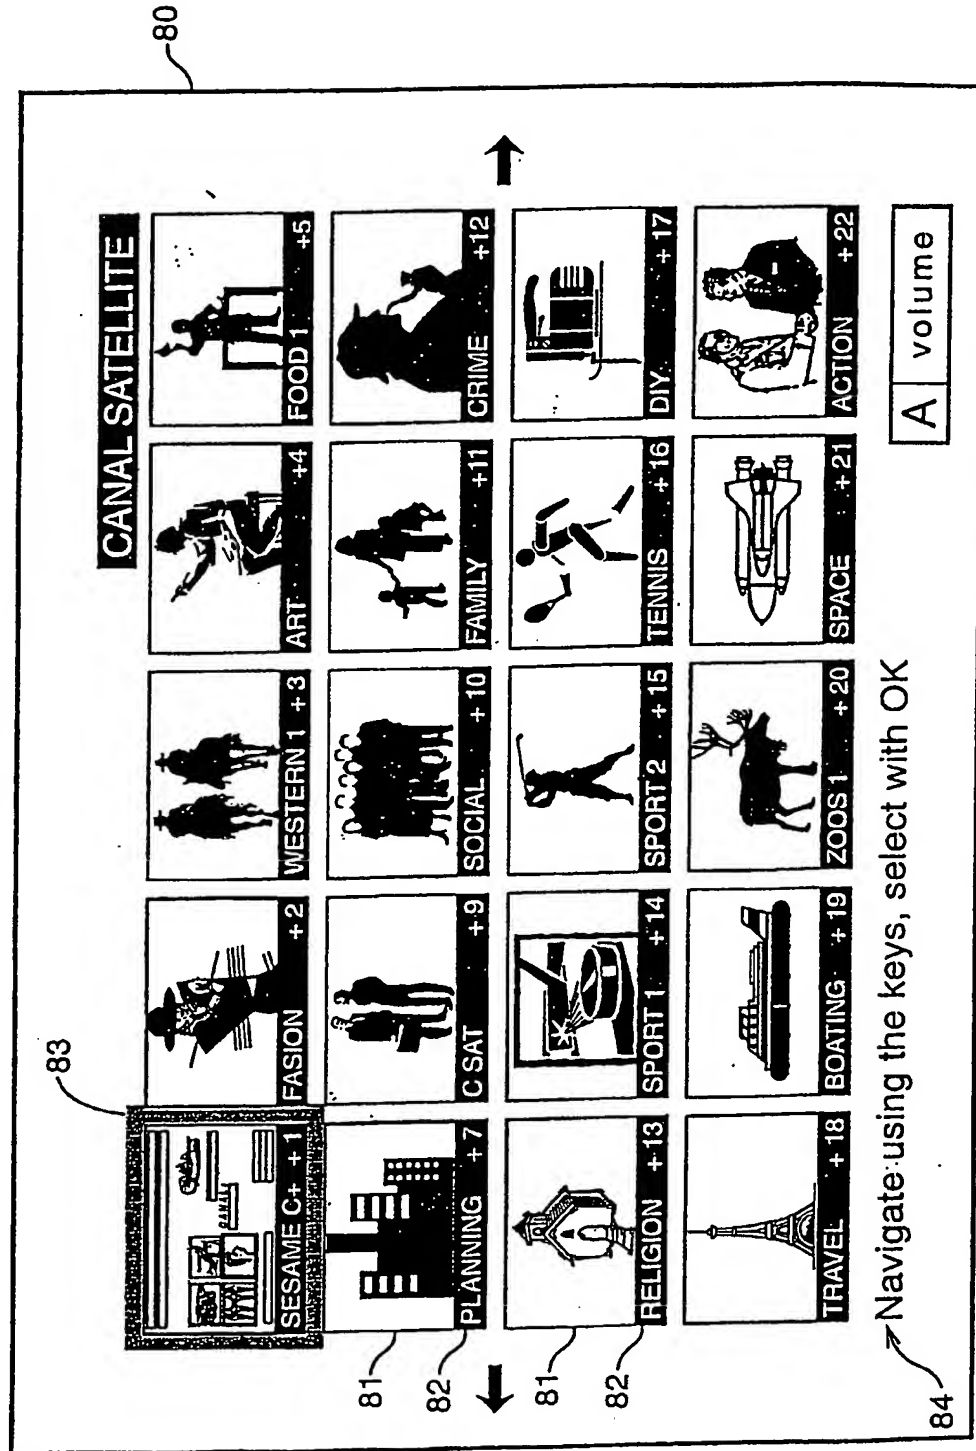 80
CANAL SATELLITE
83
SESAME C+ +1
FASION +2
WESTERN 1 +3
ART +4
FOOD 1 +5
CANAL+
81
82
PLANNING +7
C SAT +9
SOCIAL +10
FAMILY +11
CRIME +12
81
82
RELIGION +13
SPORT 1 +14
SPORT 2 +15
TENNIS +16
DIY +17
TRAVEL +18
BOATING +19
ZOOS 1 +20
SPACE +21
ACTION +22
84
Navigate using the keys, select with OK
A volume